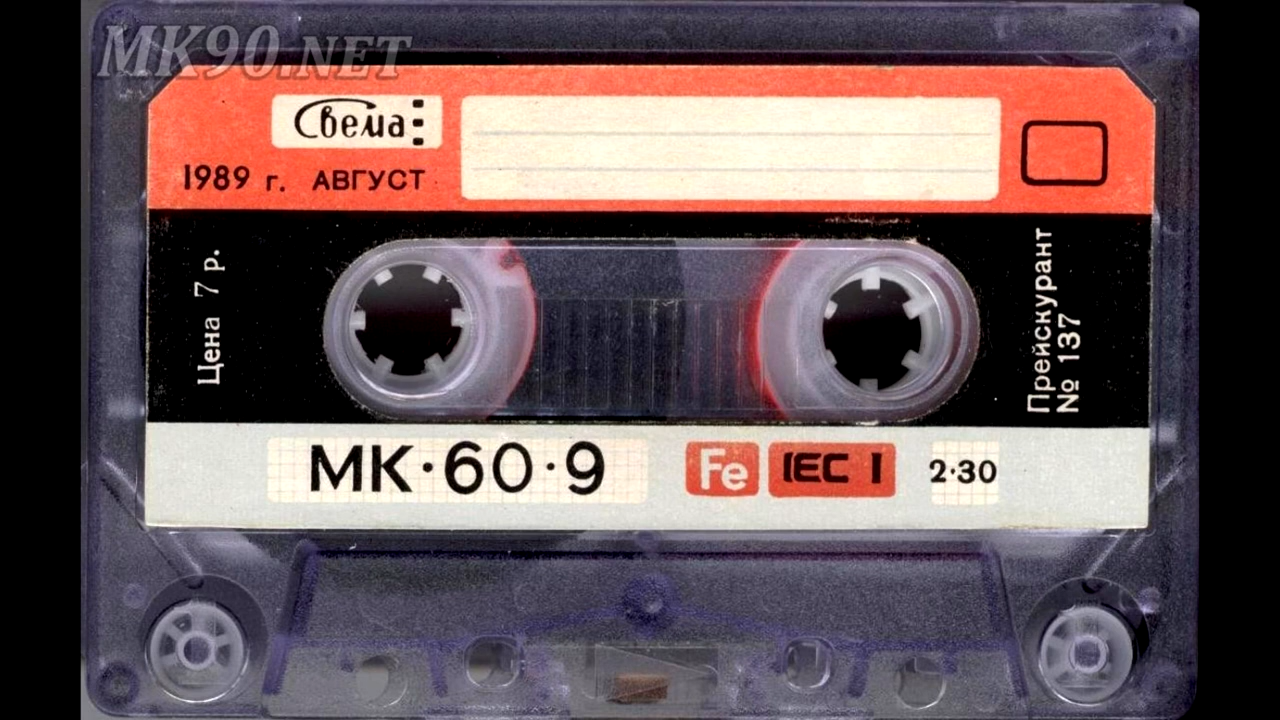 MK90.NET
Свема
1989 г. АВГУСТ
Цена 7 р.
Прейскурант
№ 137
МК·60·9
Fe IEC I 2·30